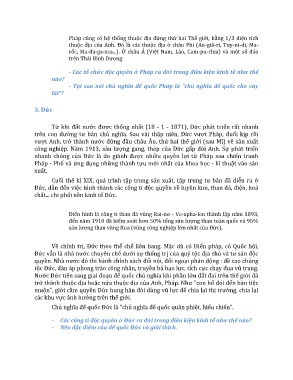 Pháp cũng có hệ thống thuộc địa đứng thứ hai Thế giới, bằng 1/3 diện tích
thuộc địa của Anh. Đó là các thuộc địa ở châu Phi (An-giê-ri, Tuy-ni-di, Ma-
rốc, Ma-đa-ga-xca...). Ở châu Á (Việt Nam, Lào, Cam-pu-chia) và một số đảo
trên Thái Bình Dương
- Các tổ chức độc quyền ở Pháp ra đời trong điều kiện kinh tế như thế
nào?
- Tại sao nói chủ nghĩa đế quốc Pháp là "chủ nghĩa đế quốc cho vay
lãi"?
3. Đức
Từ khi đất nước được thống nhất (18 - 1 - 1871), Đức phát triển rất nhanh
trên con đường tư bản chủ nghĩa. Sau vài thập niên, Đức vượt Pháp, đuổi kịp rồi
vượt Anh, trở thành nước đứng đầu châu Âu, thứ hai thế giới (sau Mĩ) về sản xuất
công nghiệp. Năm 1913, sản lượng gang, thép của Đức gấp đôi Anh. Sự phát triển
nhanh chóng của Đức là do giành được nhiều quyền lợi từ Pháp sau chiến tranh
Pháp - Phổ và ứng dụng những thành tựu mới nhất của khoa học - kĩ thuật vào sản
xuất.
Cuối thế kỉ XIX, quá trình tập trung sản xuất, tập trung tư bản đã diễn ra ở
Đức, dẫn đến việc hình thành các công ti độc quyền về luyện kim, than đá, điện, hoá
chất... chi phối nền kinh tế Đức.
Điển hình là công ti than đá vùng Rai-nơ - Ve-xpha-len thành lập năm 1893,
đến năm 1910 đã kiểm soát hơn 50% tổng sản lượng than toàn quốc và 95%
sản lượng than vùng Rua (vùng công nghiệp lớn nhất của Đức).
Về chính trị, Đức theo thể chế liên bang. Mặc dù có Hiến pháp, có Quốc hội,
Đức vẫn là nhà nước chuyên chế dưới sự thống trị của quý tộc địa chủ và tư sản độc
quyền. Nhà nước đó thi hành chính sách đối nội, đối ngoại phản động : đề cao chủng
tộc Đức, đàn áp phong trào công nhân, truyền bá bạo lực, tích cực chạy đua vũ trang.
Nước Đức tiến sang giai đoạn đế quốc chủ nghĩa khi phần lớn đất đai trên thế giới đã
trở thành thuộc địa hoặc nửa thuộc địa của Anh, Pháp. Như "con hổ đói đến bàn tiệc
muộn", giới cầm quyền Đức hung hăn đòi dùng vũ lực để chia lại thị trường, chia lại
các khu vực ảnh hưởng trên thế giới.
Chủ nghĩa đế quốc Đức là "chủ nghĩa đế quốc quân phiệt, hiếu chiến".
- Các công ti độc quyền ở Đức ra đời trong điều kiện kinh tế như thế nào?
- Nêu đặc điểm của đế quốc Đức và giải thích.